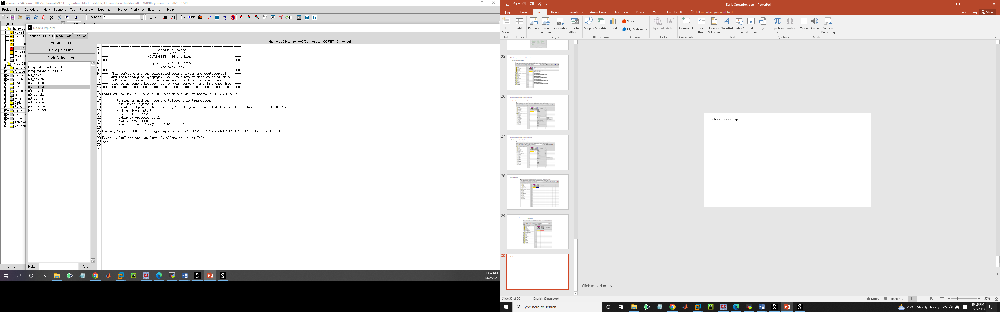 /home/ee5442/imem002/Sentaurus/MOSFET (Runtime Mode: Editable, Organization: Traditional) - SWB@Feynman01 vT-2022.03-SP1
Project Edit Scheduler View Scenario Tool Parameter Experiments Nodes Variables Extensions Help
Scenario: all
Projects
Project Scheduler
/home/ee
FeFET
FeFET_
MFM
MFM_f
MOSFE
MultiVa
tmp
/apps_SE
Advanc
Analog
Backen
Bipolar
CMOS
FinFET
Getting
Hetero
Memory
Opto
Power
Reliabil
Sensors
Solar
Templat
Variabil
Edit mode
Node 3 Explorer
Input and Output Node Data Job Log
All Node Files
Node Input Files
Node Output Files
..
IdVg_VdLin_n3_des.plt
IdVg_VdSat_n3_des.plt
n3_des.err
n3_des.job
n3_des.log
n3_des.out
n3_des.plt
n3_des.sta
n3_des.tdr
n3_local.err
pp3_des.cmd
pp3_des.par
Pattern Apply
/home/ee5442/imem002/Sentaurus/MOSFET/n3_des.out
1 ****************************************************************************
2 *** Sentaurus Device ***
3 *** Version T-2022.03-SP1 ***
4 *** (0.7606963, x86_64, Linux) ***
5 *** ***
6 *** Copyright (C) 1994-2022 ***
7 *** Synopsys, Inc. ***
8 *** ***
9 *** This software and the associated documentation are confidential ***
10 *** and proprietary to Synopsys, Inc. Your use or disclosure of this ***
11 *** software is subject to the terms and conditions of a written ***
12 *** license agreement between you, or your company, and Synopsys, Inc. ***
13 ****************************************************************************
14
15 Compiled Wed May 4 22:36:25 PDT 2022 on swe-vm-kcr-tcad02 (x86_64, Linux)
16
17 Running on machine with the following configuration:
18 Host Name: Feynman01
19 Operating System: Linux rel. 5.15.0-58-generic ver. #64-Ubuntu SMP Thu Jan 5 11:43:13 UTC 2023
20 Machine Type: x86_64
21 Process ID: 15992
22 Number of processors: 20
23 Domain Name: SEEDERNIS
24 Date: Mon Feb 13 22:59:13 2023 (+08)
25
26 Parsing "/apps_SEEDER01/eda/synopsys/sentaurus/T-2022.03-SP1/tcad/T-2022.03-SP1/lib/Molefraction.txt"
27
28 Error in "pp3_des.cmd" at line 10, offending input: File
29 syntax error !
30
31
10:59 PM
13/2/2023
Basic Opeartion.pptx - PowerPoint
File Home Insert Design Transitions Animations Slide Show Review View EndNote X9 Tell me what you want to do...
Jiao Leming Share
New Slide
Table
Pictures
Online Pictures
Screenshot
Photo Album
Shapes
SmartArt
Chart
Store
My Add-ins
Hyperlink
Action
Comment
Text Box
Header & Footer
WordArt
Date & Time
Slide Number
Object
Equation
Symbol
Video
Audio
Screen Recording
Slides Tables Images Illustrations Add-ins Links Comments Text Symbols Media
25
26
27
28
29
30
Check error message
Click to add notes
Slide 30 of 30 English (Singapore)
Notes Comments 50%
Type here to search
26°C Mostly cloudy 英
10:59 PM
13/2/2023